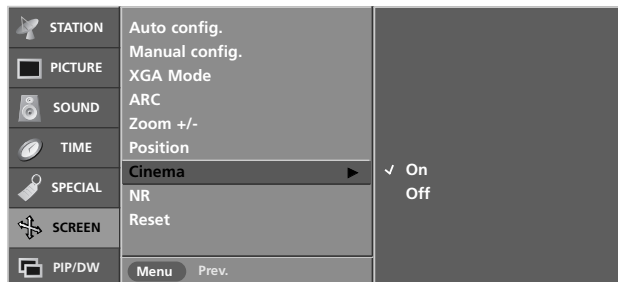 STATION
PICTURE
SOUND
TIME
SPECIAL
SCREEN
PIP/DW
Auto config.
Manual config.
XGA Mode
ARC
Zoom +/-
Position
Cinema
NR
Reset
Menu Prev.
On
Off